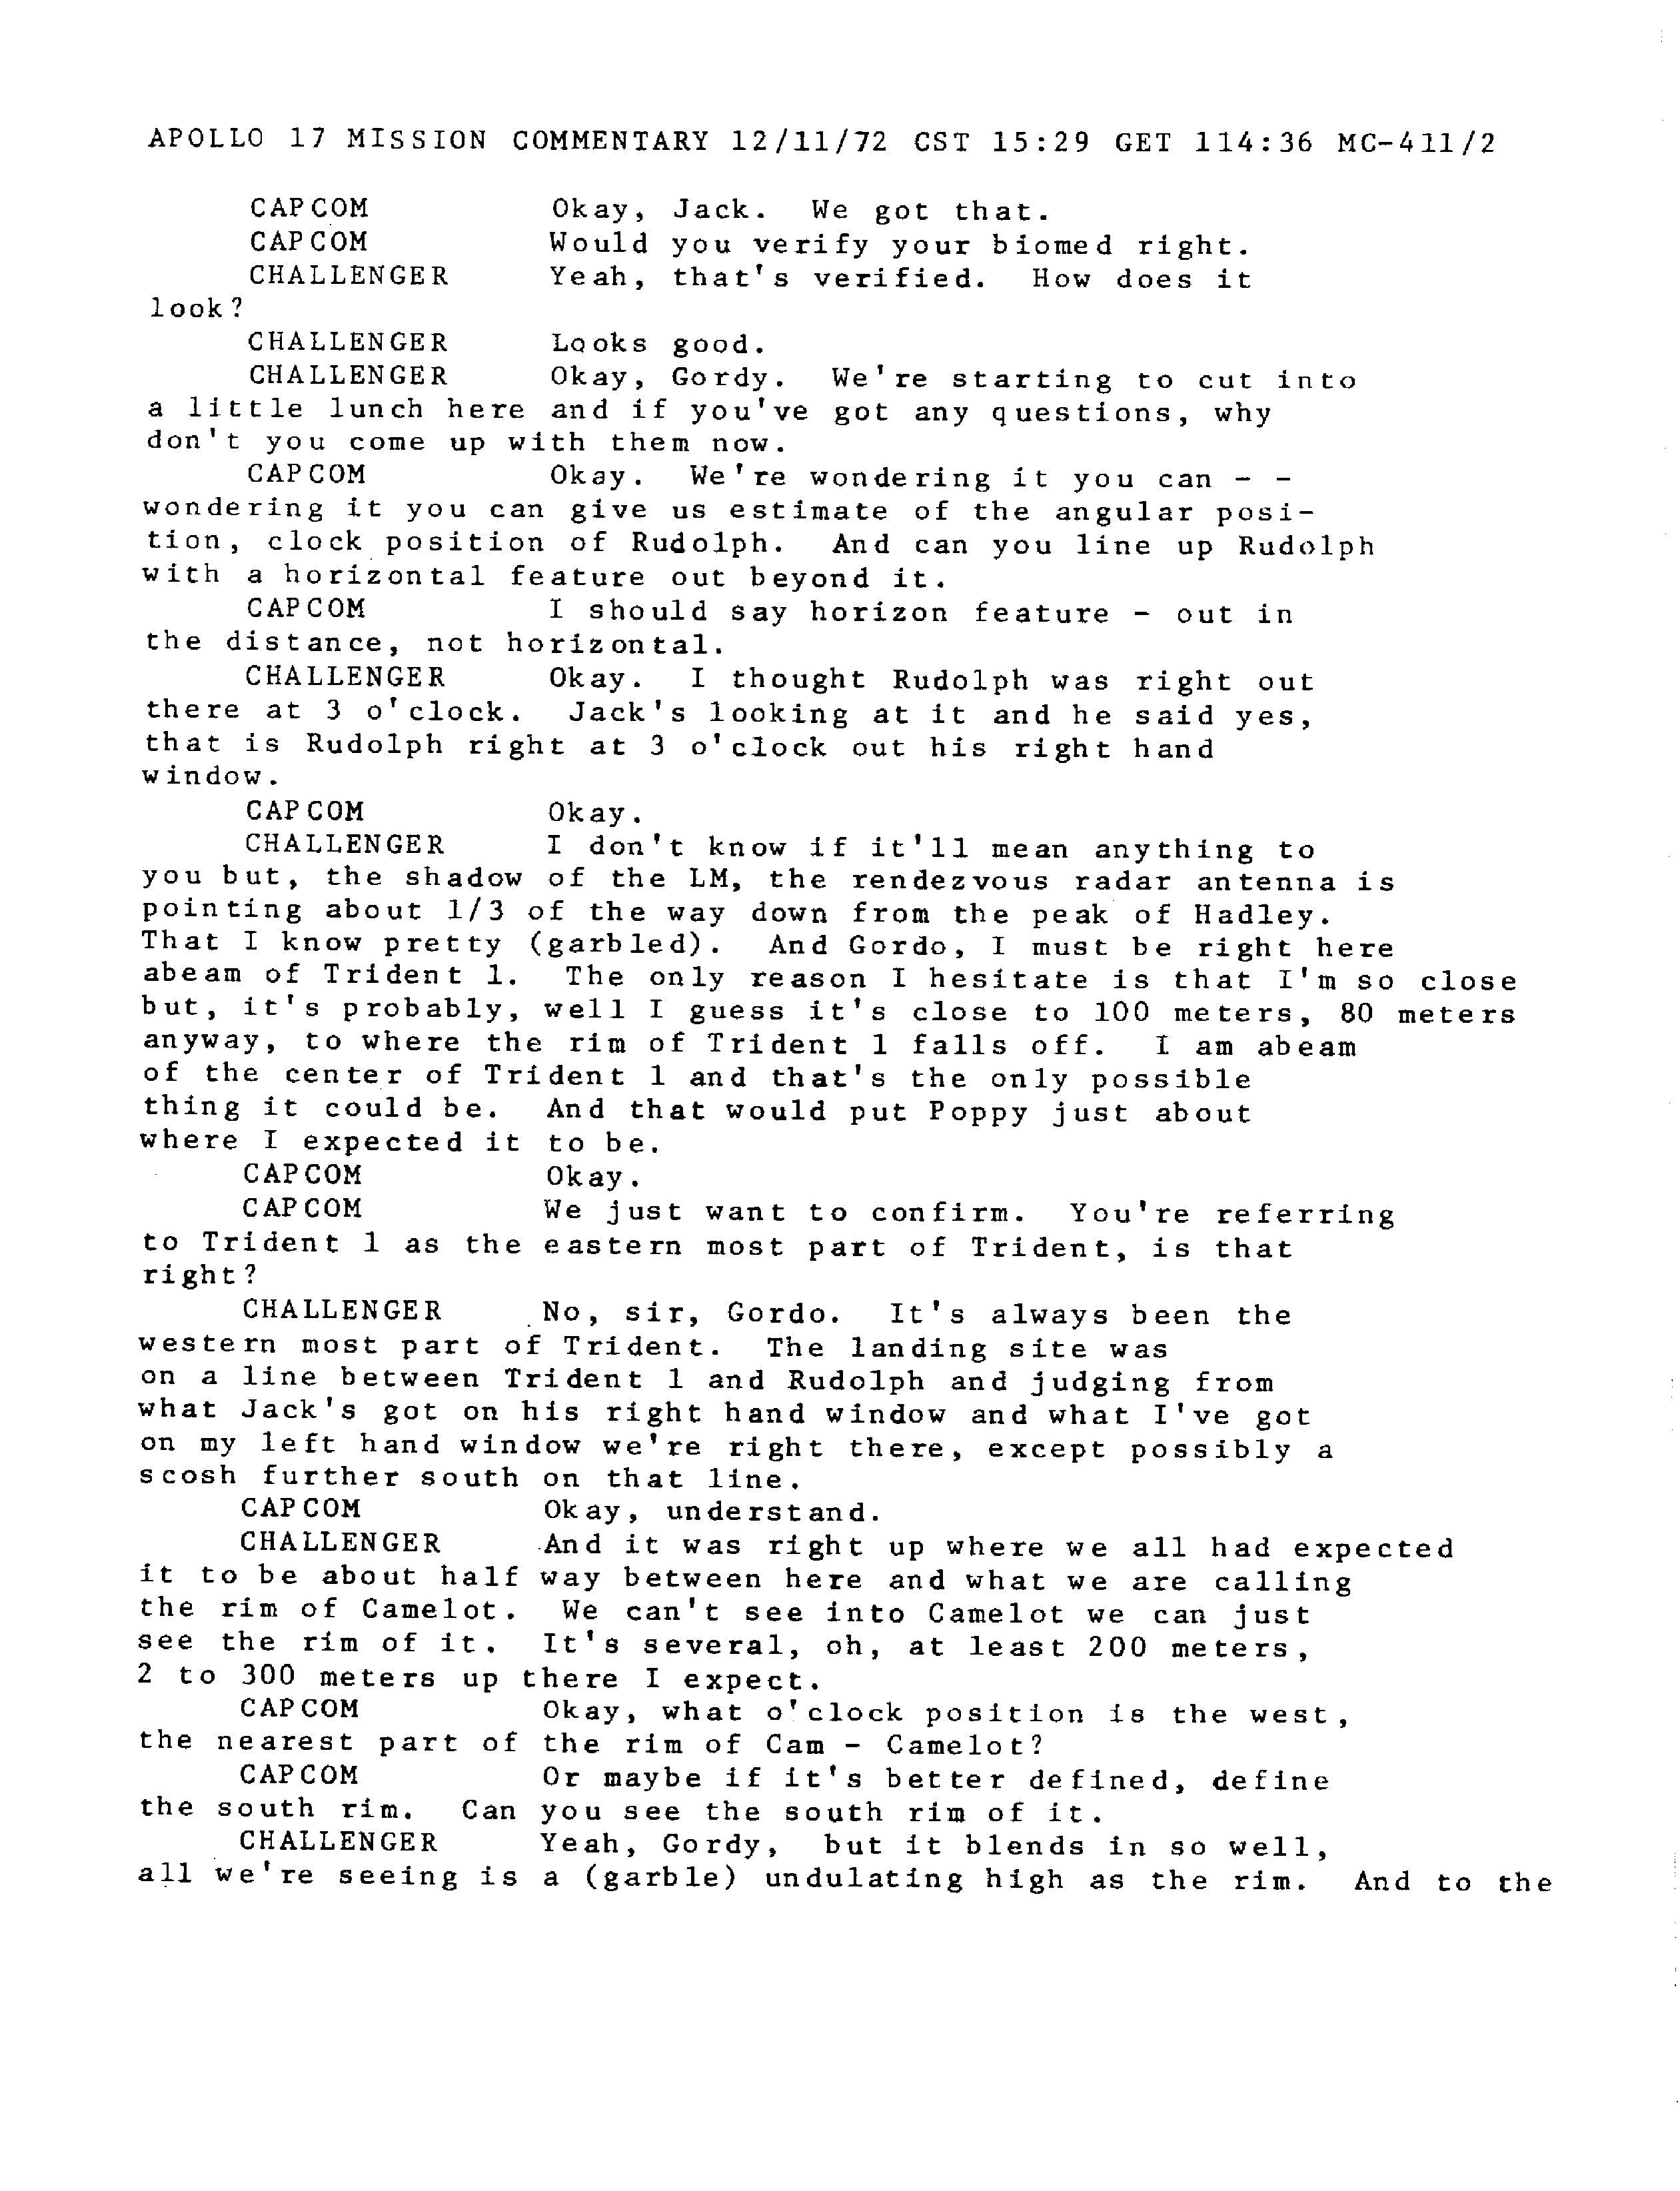 APOLLO 17 MISSION COMMENTARY 12/11/72 CST 15:29 GET 114:36 MC-411/2
CAPCOM Okay, Jack. We got that.
CAPCOM Would you verify your biomed right.
CHALLENGER Yeah, that's verified. How does it
look?
CHALLENGER Looks good.
CHALLENGER Okay, Gordy. We're starting to cut into
a little lunch here and if you've got any questions, why
don't you come up with them now.
CAPCOM Okay. We're wondering it you can - -
wondering it you can give us estimate of the angular posi-
tion, clock position of Rudolph. And can you line up Rudolph
with a horizontal feature out beyond it.
CAPCOM I should say horizon feature - out in
the distance, not horizontal.
CHALLENGER Okay. I thought Rudolph was right out
there at 3 o'clock. Jack's looking at it and he said yes,
that is Rudolph right at 3 o'clock out his right hand
window.
CAPCOM Okay.
CHALLENGER I don't know if it'll mean anything to
you but, the shadow of the LM, the rendezvous radar antenna is
pointing about 1/3 of the way down from the peak of Hadley.
That I know pretty (garbled). And Gordo, I must be right here
abeam of Trident 1. The only reason I hesitate is that I'm so close
but, it's probably, well I guess it's close to 100 meters, 80 meters
anyway, to where the rim of Trident 1 falls off. I am abeam
of the center of Trident 1 and that's the only possible
thing it could be. And that would put Poppy just about
where I expected it to be.
CAPCOM Okay.
CAPCOM We just want to confirm. You're referring
to Trident 1 as the eastern most part of Trident, is that
right?
CHALLENGER No, sir, Gordo. It's always been the
western most part of Trident. The landing site was
on a line between Trident 1 and Rudolph and judging from
what Jack's got on his right hand window and what I've got
on my left hand window we're right there, except possibly a
scosh further south on that line.
CAPCOM Okay, understand.
CHALLENGER And it was right up where we all had expected
it to be about half way between here and what we are calling
the rim of Camelot. We can't see into Camelot we can just
see the rim of it. It's several, oh, at least 200 meters,
2 to 300 meters up there I expect.
CAPCOM Okay, what o'clock position is the west,
the nearest part of the rim of Cam - Camelot?
CAPCOM Or maybe if it's better defined, define
the south rim. Can you see the south rim of it.
CHALLENGER Yeah, Gordy, but it blends in so well,
all we're seeing is a (garble) undulating high as the rim. And to the